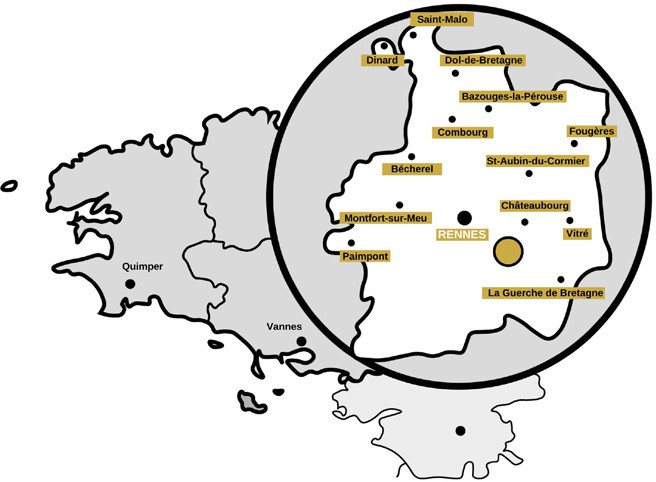 Saint-Malo
Dinard
Dol-de-Bretagne
Bazouges-la-Pérouse
Combourg
Fougères
Bécherel
St-Aubin-du-Cormier
Châteaubourg
Montfort-sur-Meu
RENNES
Vitré
Paimpont
Quimper
La Guerche de Bretagne
Vannes